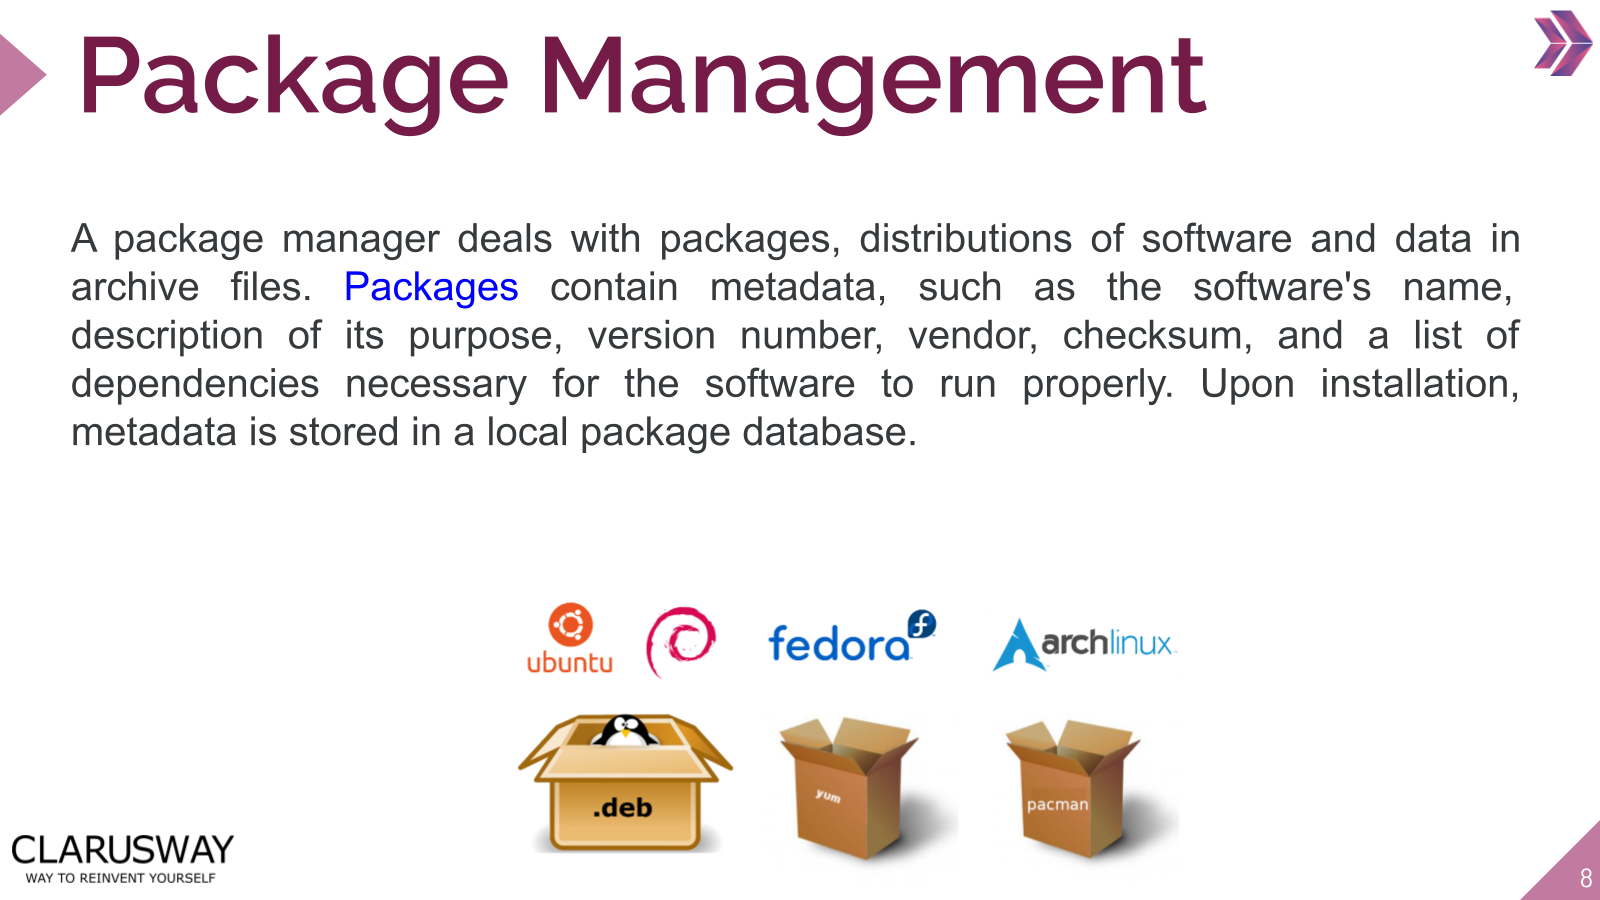 Package Management
A package manager deals with packages, distributions of software and data in
archive files. Packages contain metadata, such as the software's name,
description of its purpose, version number, vendor, checksum, and a list of
dependencies necessary for the software to run properly. Upon installation,
metadata is stored in a local package database.
ubuntu
fedora
archlinux
.deb
yum
pacman
CLARUSWAY
WAY TO REINVENT YOURSELF
8